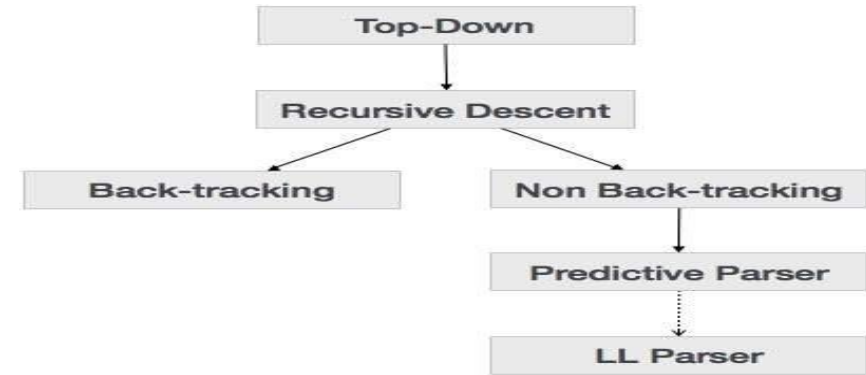 Top-Down
Recursive Descent
Back-tracking
Non Back-tracking
Predictive Parser
LL Parser